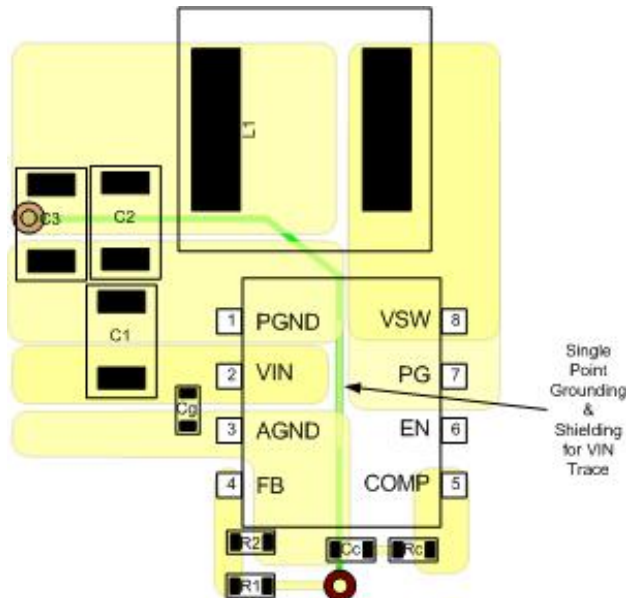 L1
C3
C2
C1
1 PGND VSW 8
2 VIN PG 7
Cg
3 AGND EN 6
4 FB COMP 5
Single
Point
Grounding
&
Shielding
for VIN
Trace
R2
Cc Rc
R1